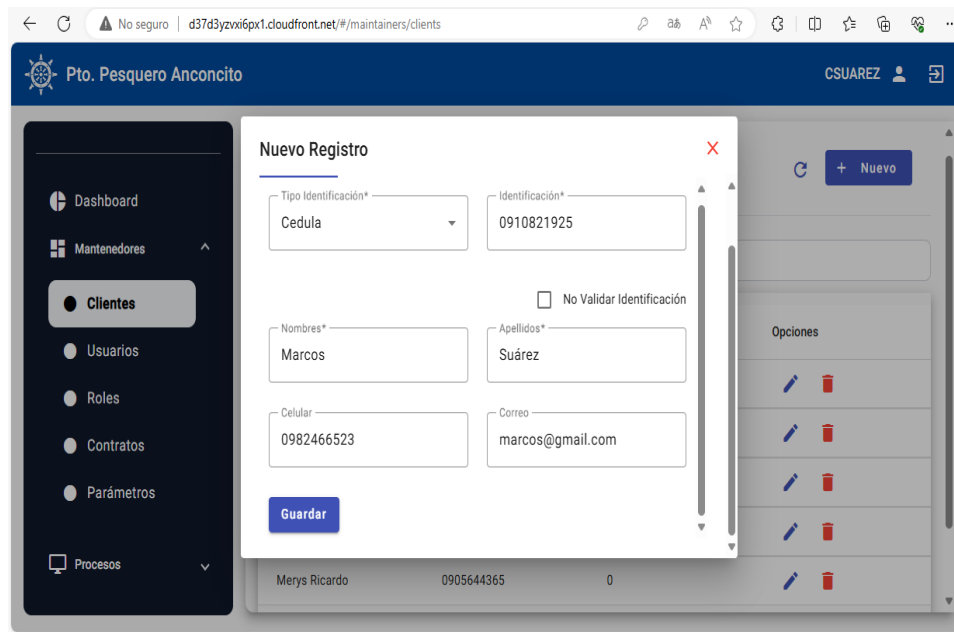 No seguro d37d3yzvxi6px1.cloudfront.net/#/maintainers/clients
Pto. Pesquero Anconcito
CSUAREZ
Dashboard
Mantenedores
Clientes
Usuarios
Roles
Contratos
Parámetros
Procesos
Nuevo Registro
X
Tipo Identificación* Identificación*
Cedula 0910821925
No Validar Identificación
Nombres* Apellidos*
Marcos Suárez
Celular Correo
0982466523 marcos@gmail.com
Guardar
+ Nuevo
Opciones
Merys Ricardo 0905644365 0